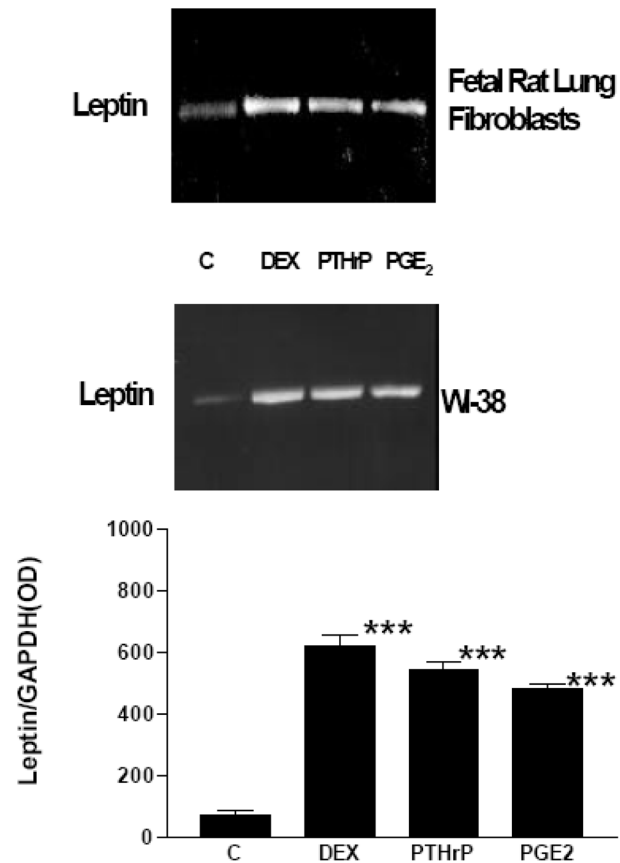 Leptin
Fetal Rat Lung
Fibroblasts
C DEX PTHrP PGE2
Leptin
WI-38
Leptin/GAPDH(OD)
1000
800
600
400
200
0
***
***
***
C DEX PTHrP PGE2